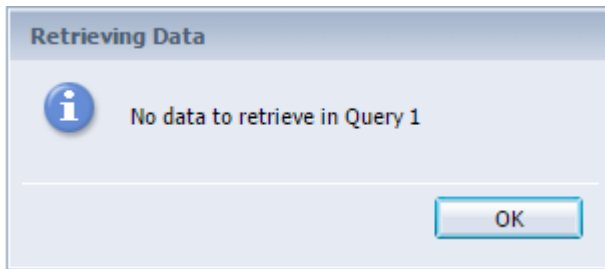 Retrieving Data
No data to retrieve in Query 1
OK